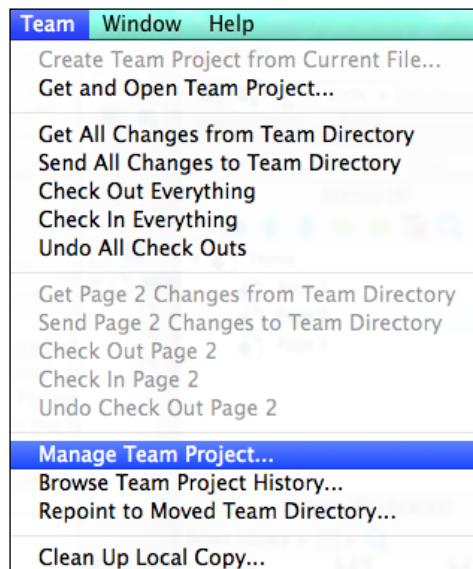 Team Window Help
Create Team Project from Current File...
Get and Open Team Project...
Get All Changes from Team Directory
Send All Changes to Team Directory
Check Out Everything
Check In Everything
Undo All Check Outs
Get Page 2 Changes from Team Directory
Send Page 2 Changes to Team Directory
Check Out Page 2
Check In Page 2
Undo Check Out Page 2
Manage Team Project...
Browse Team Project History...
Repoint to Moved Team Directory...
Clean Up Local Copy...